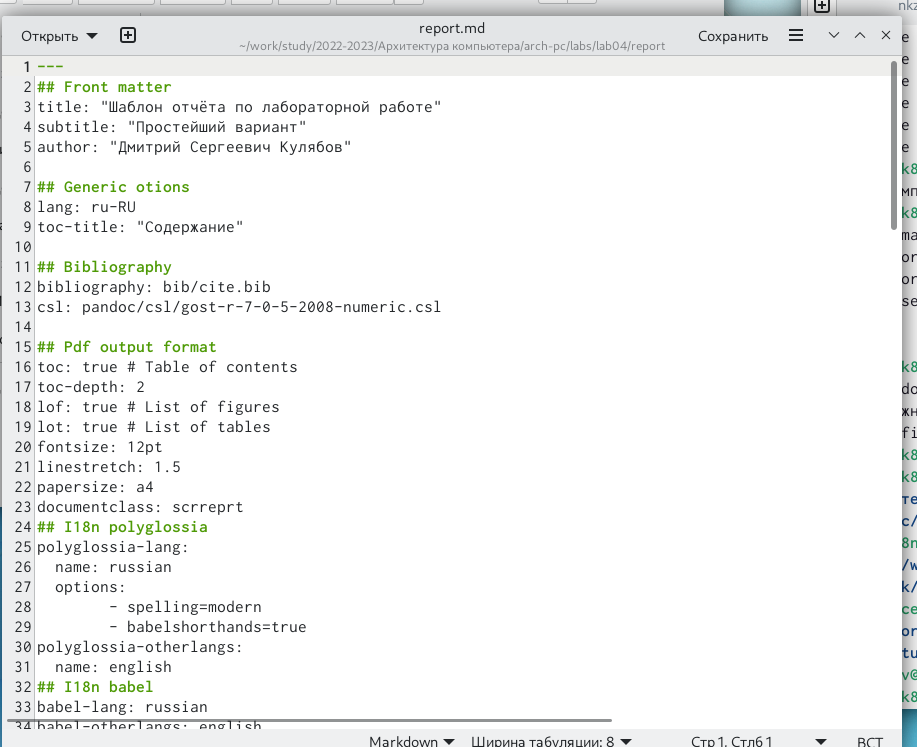 report.md
Открыть
~/work/study/2022-2023/Архитектура компьютера/arch-pc/labs/lab04/report
Сохранить
1 ---
2 ## Front matter
3 title: "Шаблон отчёта по лабораторной работе"
4 subtitle: "Простейший вариант"
5 author: "Дмитрий Сергеевич Кулябов"
6
7 ## Generic otions
8 lang: ru-RU
9 toc-title: "Содержание"
10
11 ## Bibliography
12 bibliography: bib/cite.bib
13 csl: pandoc/csl/gost-r-7-0-5-2008-numeric.csl
14
15 ## Pdf output format
16 toc: true # Table of contents
17 toc-depth: 2
18 lof: true # List of figures
19 lot: true # List of tables
20 fontsize: 12pt
21 linestretch: 1.5
22 papersize: a4
23 documentclass: scrreprt
24 ## I18n polyglossia
25 polyglossia-lang:
26   name: russian
27   options:
28         - spelling=modern
29         - babelshorthands=true
30 polyglossia-otherlangs:
31   name: english
32 ## I18n babel
33 babel-lang: russian
34 babel-otherlangs: english
Markdown Ширина табуляции: 8 Стр 1, Стлб 1 ВСТ